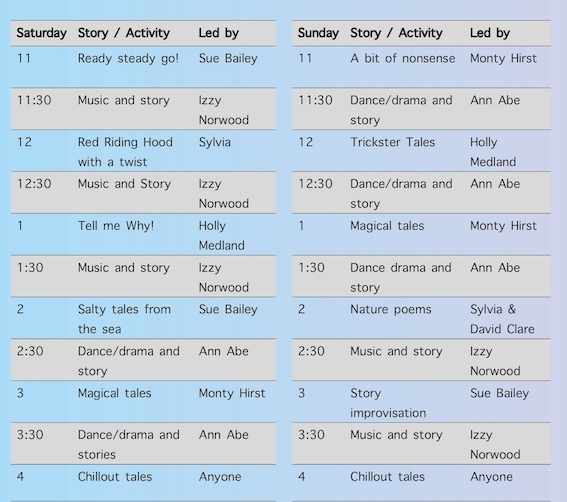 Saturday Story / Activity Led by
11 Ready steady go! Sue Bailey
11:30 Music and story Izzy
Norwood
12 Red Riding Hood Sylvia
with a twist
12:30 Music and Story Izzy
Norwood
1 Tell me Why! Holly
Medland
1:30 Music and story Izzy
Norwood
2 Salty tales from Sue Bailey
the sea
2:30 Dance/drama and Ann Abe
story
3 Magical tales Monty Hirst
3:30 Dance/drama and Ann Abe
stories
4 Chillout tales Anyone
Sunday Story / Activity Led by
11 A bit of nonsense Monty Hirst
11:30 Dance/drama and Ann Abe
story
12 Trickster Tales Holly
Medland
12:30 Dance/drama and Ann Abe
story
1 Magical tales Monty Hirst
1:30 Dance drama and Ann Abe
story
2 Nature poems Sylvia &
David Clare
2:30 Music and story Izzy
Norwood
3 Story Sue Bailey
improvisation
3:30 Music and story Izzy
Norwood
4 Chillout tales Anyone